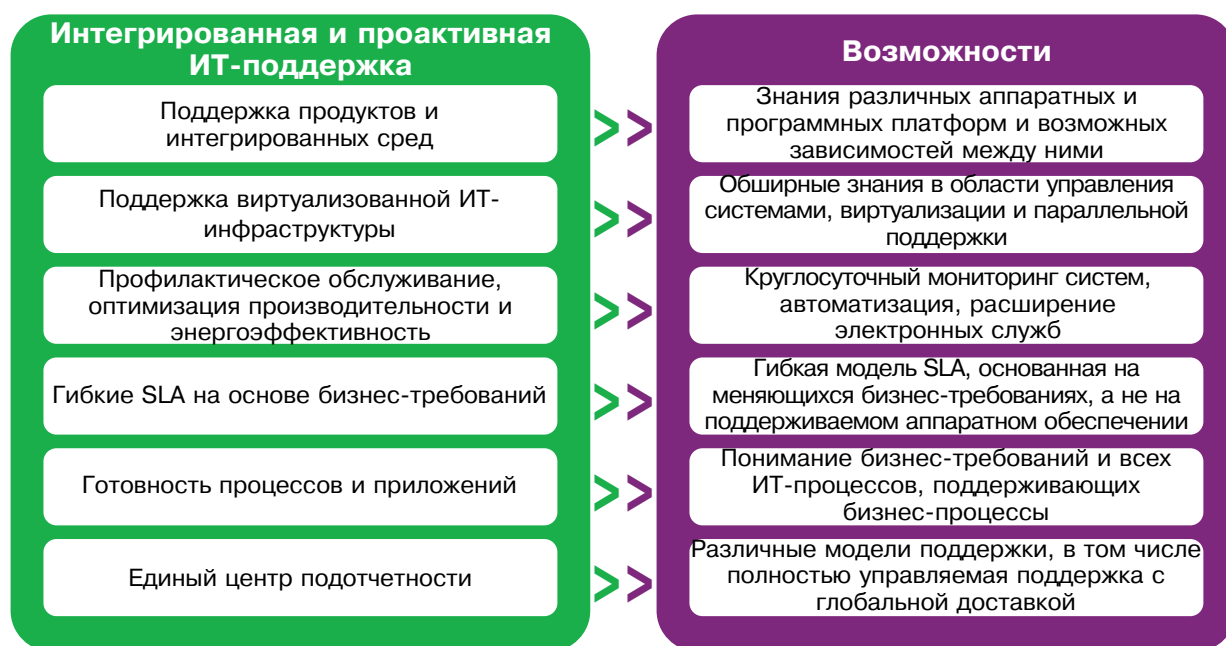 Интегрированная и проактивная
ИТ-поддержка
Возможности
Поддержка продуктов и
интегрированных сред
>>
Знания различных аппаратных и
программных платформ и возможных
зависимостей между ними
Поддержка виртуализованной ИТ-
инфраструктуры
>>
Обширные знания в области управления
системами, виртуализации и параллельной
поддержки
Профилактическое обслуживание,
оптимизация производительности и
энергоэффективность
>>
Круглосуточный мониторинг систем,
автоматизация, расширение
электронных служб
Гибкие SLA на основе бизнес-требований
>>
Гибкая модель SLA, основанная на
меняющихся бизнес-требованиях, а не на
поддерживаемом аппаратном обеспечении
Готовность процессов и приложений
>>
Понимание бизнес-требований и всех
ИТ-процессов, поддерживающих
бизнес-процессы
Единый центр подотчетности
>>
Различные модели поддержки, в том числе
полностью управляемая поддержка с
глобальной доставкой